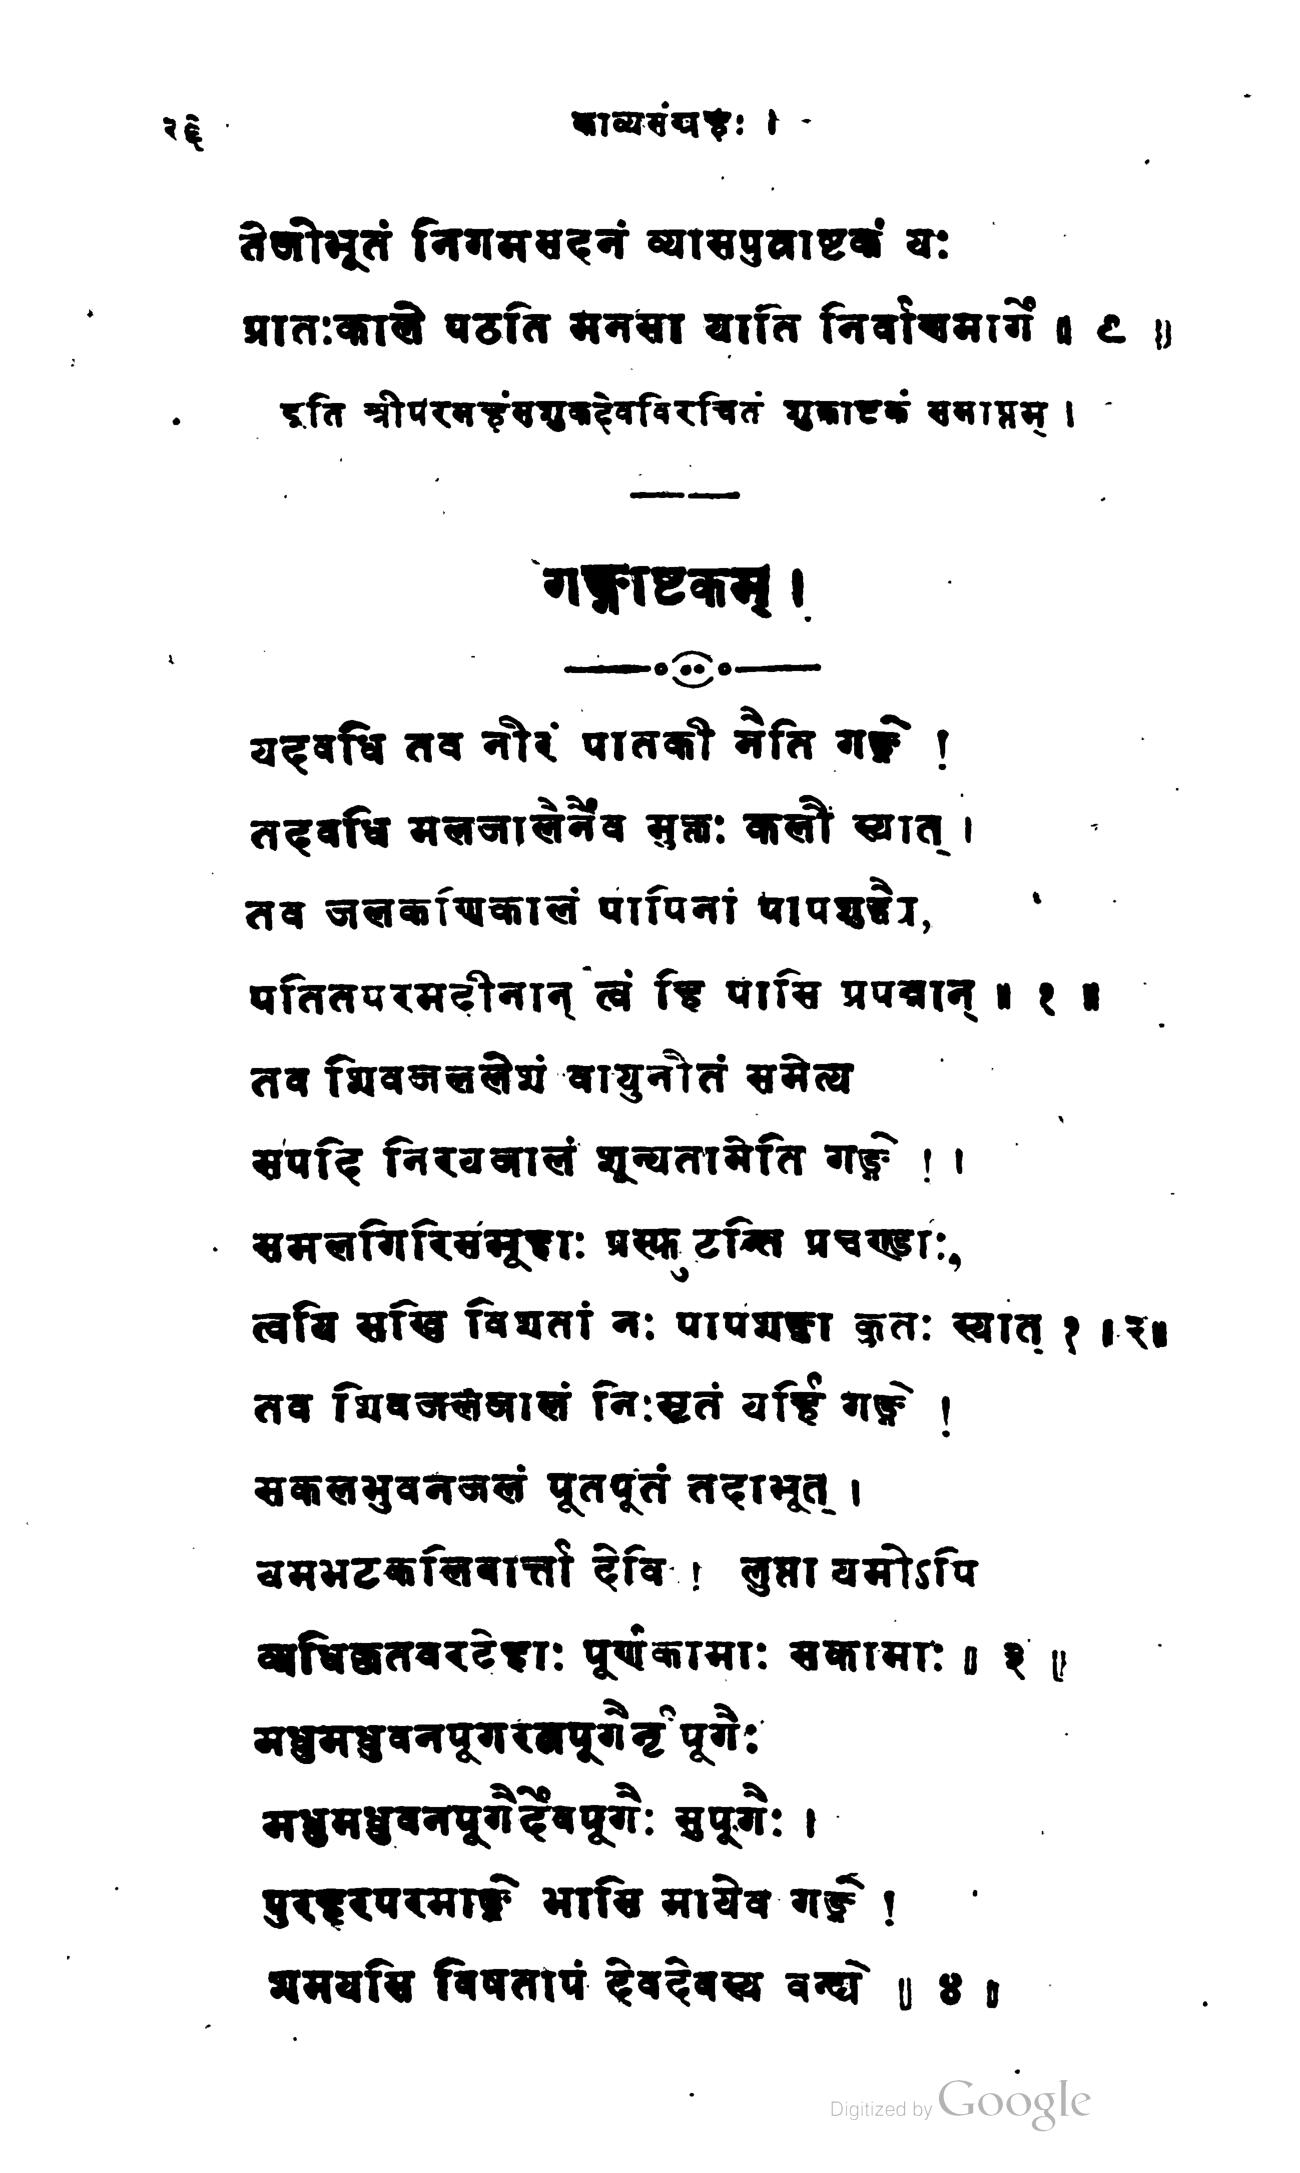 २६ काव्यसंग्रहः ।
तेजोभूतं निगमसदनं व्यासपुत्राष्टकं यः
प्रातःकाले पठति मनसा याति निर्वाणमार्गं ॥ ९ ॥
इति श्रीपरमहंसशुकदेवविरचितं शुकाष्टकं समाप्तम् ।
गङ्गाष्टकम् ।
यदवधि तव नीरं पातकी नैति गङ्गे !
तदवधि मलजालैर्नैव मुक्तः कलौ स्यात् ।
तव जलकणिकालं पापिनां पापशुद्ध्यै,
पतितपरमदीनान् त्वं हि पासि प्रपन्नान् ॥ १ ॥
तव शिवजललेशं वायुनीतं समेत्य
सपदि निरयजालं शून्यतामेति गङ्गे ! ।
समलगिरिसमूहाः प्रस्फुटन्ति प्रचण्डाः,
त्वयि सखि विशतां नः पापशङ्का कुतः स्यात् ? ॥ २ ॥
तव शिवजलजालं निःसृतं यर्हि गङ्गे !
सकलभुवनजालं पूतपूतं तदाभूत् ।
यमभटकलिवार्त्ता देवि ! लुप्ता यमोऽपि
व्यधिकृतवरदेहाः पूर्णकामाः सकामाः ॥ ३ ॥
मधुमधुवनपूगरत्नपूगैर्नृपूगैः
मधुमधुवनपूगैर्देवपूगैः सुपूगैः ।
पुरहरपरमाङ्गे भासि मायेव गङ्गे !
शमयसि विषतापं देवदेवस्य वन्द्ये ॥ ४ ॥
Digitized by Google